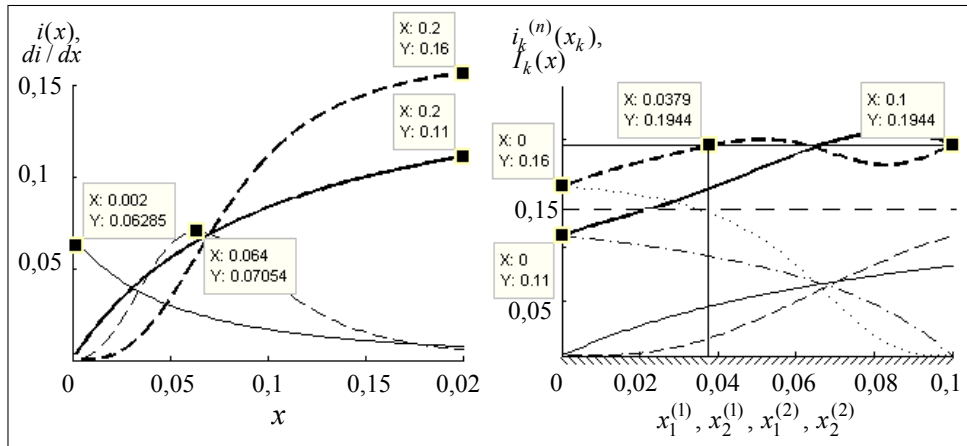 i(x),
di / dx
0,15
0,1
0,05
0
0,05
0,1
0,15
0,02
x
X: 0.2
Y: 0.16
X: 0.2
Y: 0.11
X: 0.002
Y: 0.06285
X: 0.064
Y: 0.07054
i_k^{(n)}(x_k),
I_k(x)
X: 0.0379
Y: 0.1944
X: 0.1
Y: 0.1944
X: 0
Y: 0.16
0,15
X: 0
Y: 0.11
0,05
0
0,02
0,04
0,06
0,08
0,1
x_1^{(1)}, x_2^{(1)}, x_1^{(2)}, x_2^{(2)}